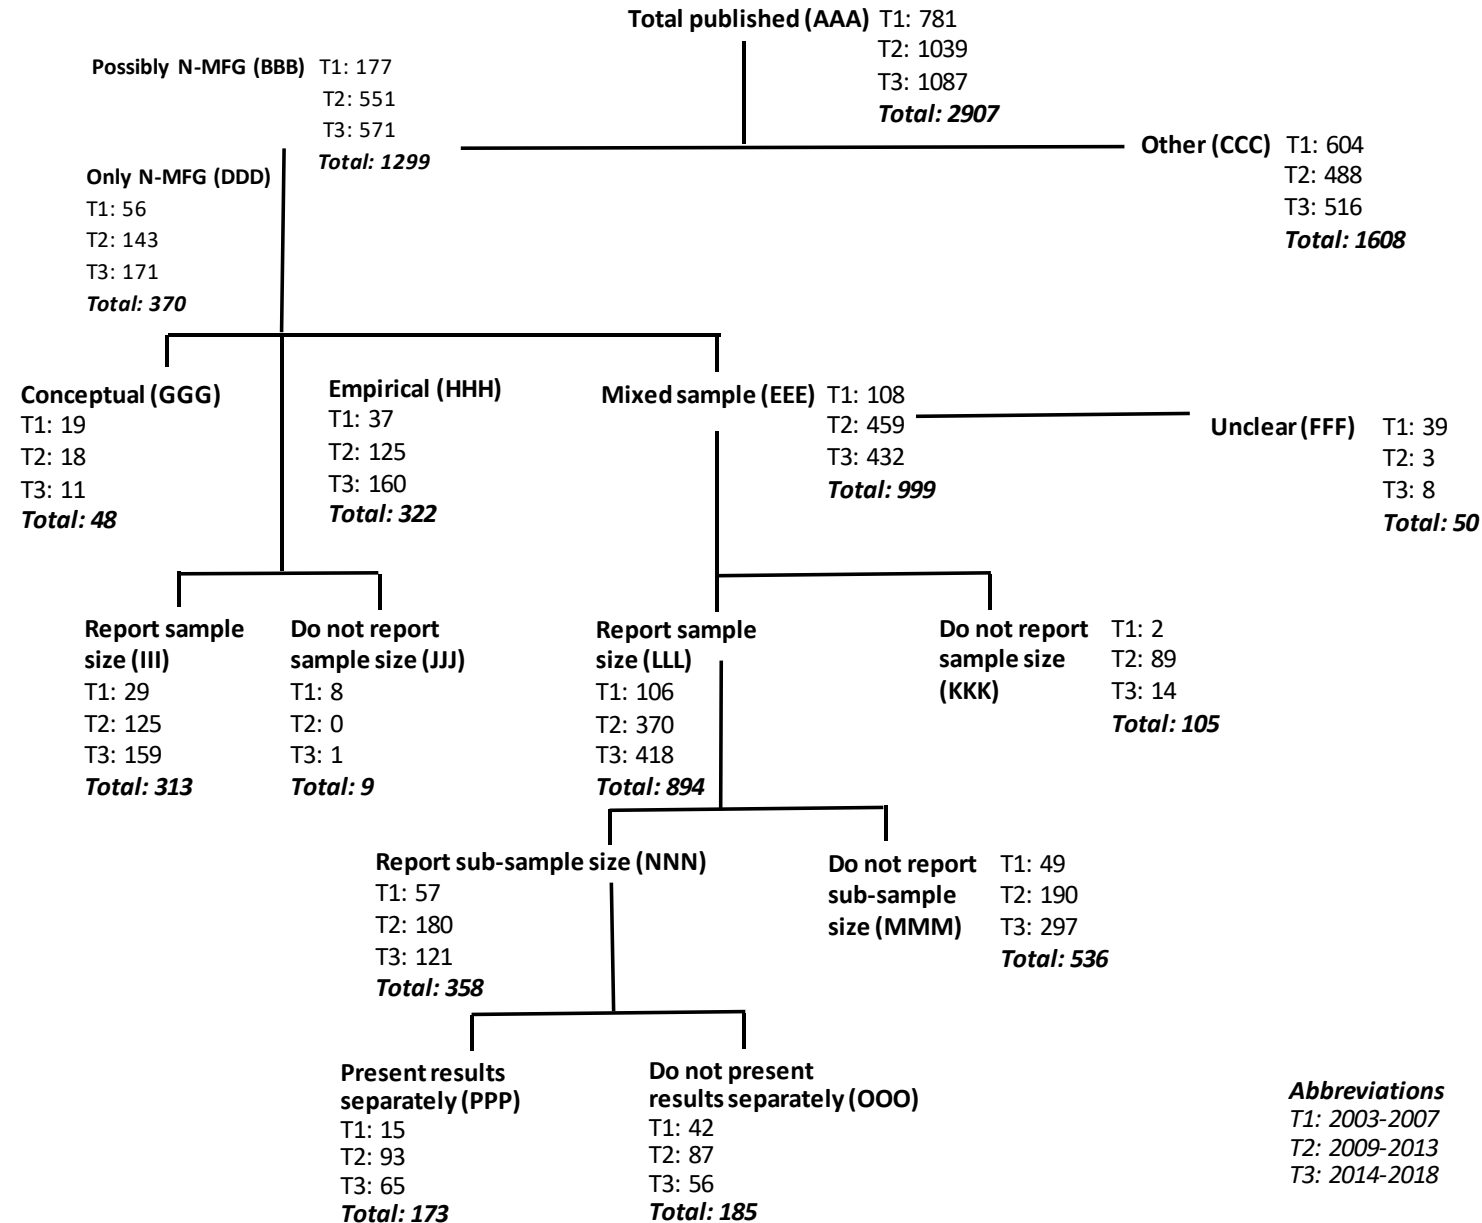 Total published (AAA) T1: 781
T2: 1039
T3: 1087
Total: 2907
Possibly N-MFG (BBB) T1: 177
T2: 551
T3: 571
Total: 1299
Other (CCC) T1: 604
T2: 488
T3: 516
Total: 1608
Only N-MFG (DDD)
T1: 56
T2: 143
T3: 171
Total: 370
Conceptual (GGG)
T1: 19
T2: 18
T3: 11
Total: 48
Empirical (HHH)
T1: 37
T2: 125
T3: 160
Total: 322
Mixed sample (EEE) T1: 108
T2: 459
T3: 432
Total: 999
Unclear (FFF) T1: 39
T2: 3
T3: 8
Total: 50
Report sample
size (III)
T1: 29
T2: 125
T3: 159
Total: 313
Do not report
sample size (JJJ)
T1: 8
T2: 0
T3: 1
Total: 9
Report sample
size (LLL)
T1: 106
T2: 370
T3: 418
Total: 894
Do not report T1: 2
sample size T2: 89
(KKK) T3: 14
Total: 105
Report sub-sample size (NNN)
T1: 57
T2: 180
T3: 121
Total: 358
Do not report T1: 49
sub-sample T2: 190
size (MMM) T3: 297
Total: 536
Present results
separately (PPP)
T1: 15
T2: 93
T3: 65
Total: 173
Do not present
results separately (OOO)
T1: 42
T2: 87
T3: 56
Total: 185
Abbreviations
T1: 2003-2007
T2: 2009-2013
T3: 2014-2018